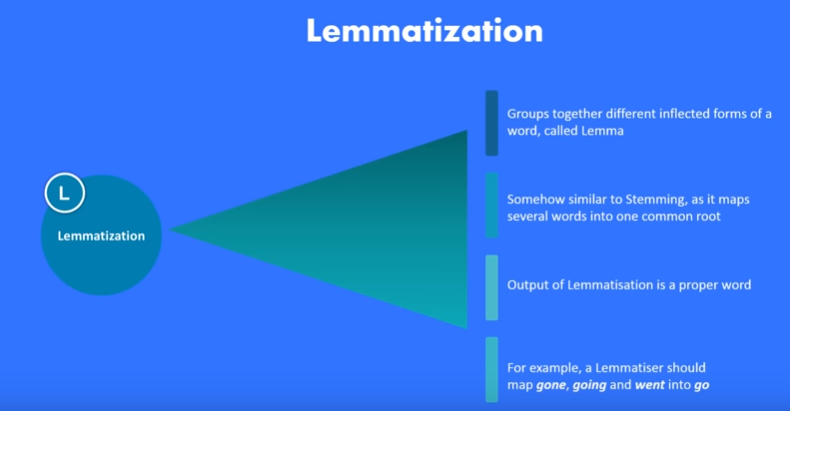 Lemmatization
L
Lemmatization
Groups together different inflected forms of a
word, called Lemma
Somehow similar to Stemming, as it maps
several words into one common root
Output of Lemmatisation is a proper word
For example, a Lemmatiser should
map gone, going and went into go